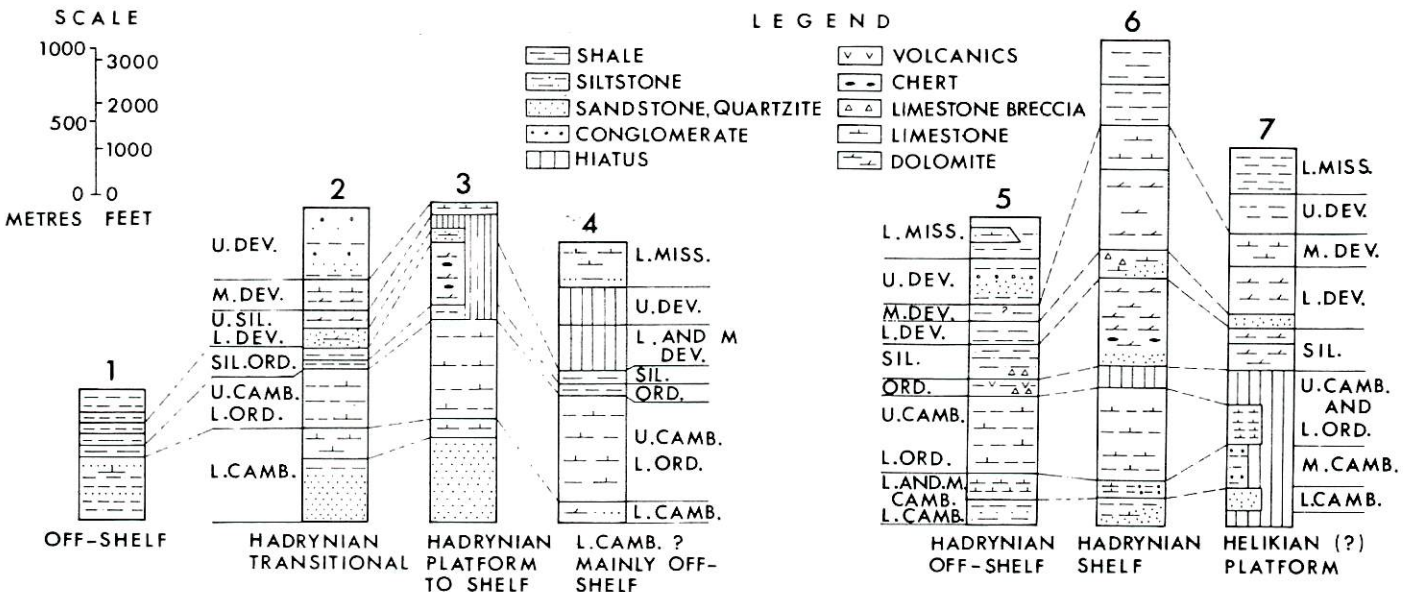 SCALE
1000
3000
2000
500
1000
0 0
METRES FEET
LEGEND
SHALE
SILTSTONE
SANDSTONE, QUARTZITE
CONGLOMERATE
HIATUS
VOLCANICS
CHERT
LIMESTONE BRECCIA
LIMESTONE
DOLOMITE
1
OFF-SHELF
2
U. DEV.
M. DEV.
U. SIL.
L. DEV.
SIL. ORD.
U. CAMB.
L. ORD.
L. CAMB.
HADRYNIAN
TRANSITIONAL
3
HADRYNIAN
PLATFORM
TO SHELF
4
L. MISS.
U. DEV.
L. AND M
DEV.
SIL.
ORD.
U. CAMB.
L. ORD.
L. CAMB.
L. CAMB. ?
MAINLY OFF-
SHELF
5
L. MISS.
U. DEV.
M. DEV.
?
L. DEV.
SIL.
ORD.
U. CAMB.
L. ORD.
L. AND. M.
CAMB.
L. CAMB.
HADRYNIAN
OFF-SHELF
6
HADRYNIAN
SHELF
7
L. MISS.
U. DEV.
M. DEV.
L. DEV.
SIL.
U. CAMB.
AND
L. ORD.
M. CAMB.
L. CAMB.
HELIKIAN (?)
PLATFORM